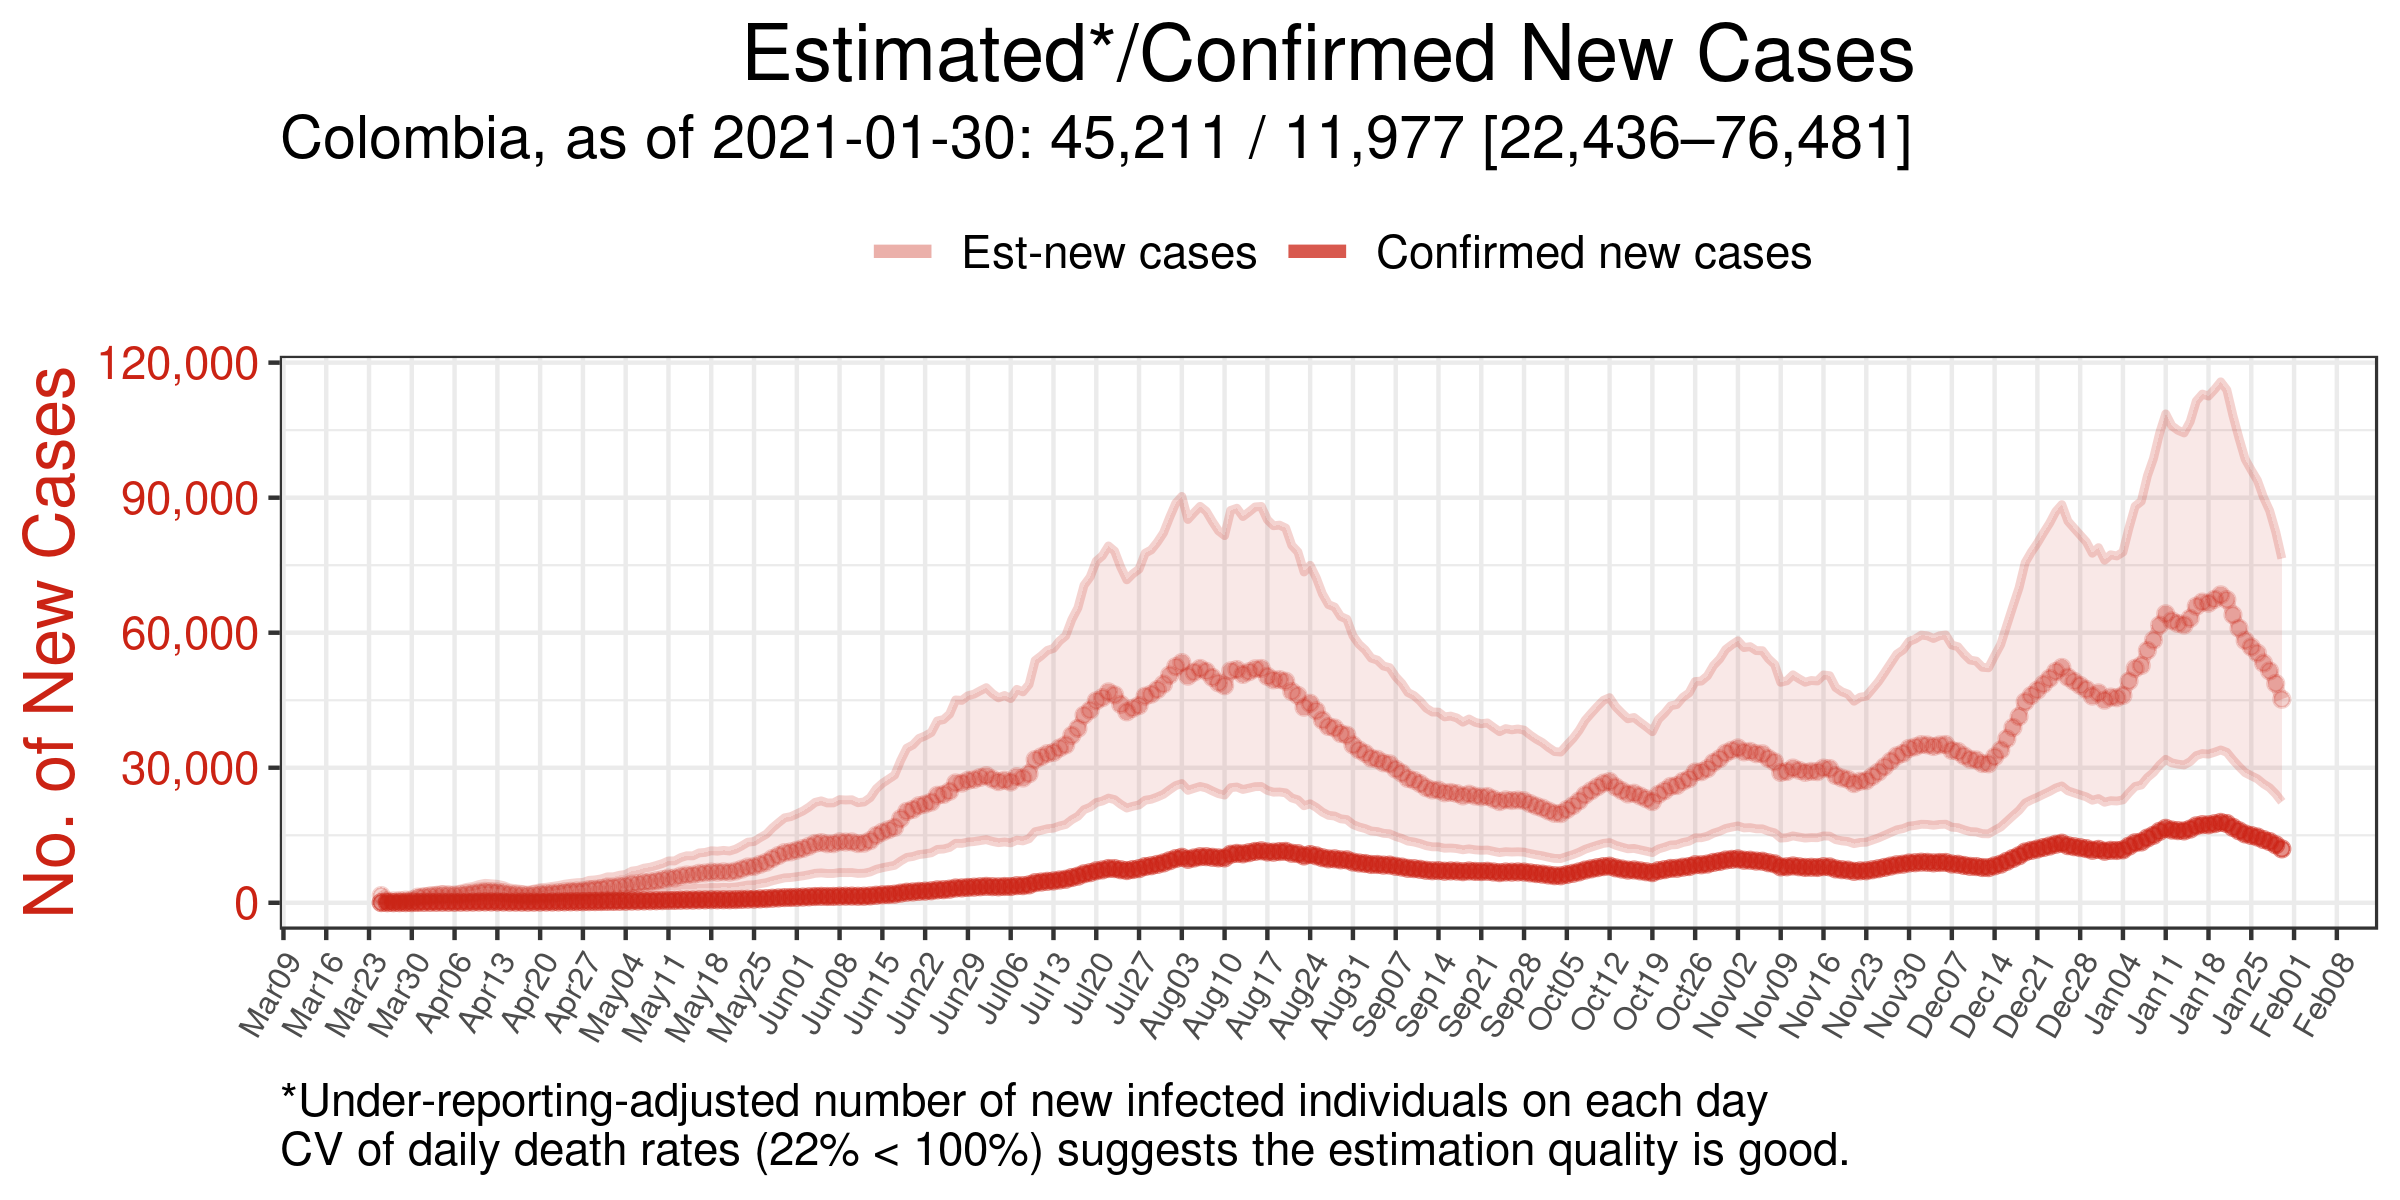 Estimated*/Confirmed New Cases
Colombia, as of 2021-01-30: 45,211 / 11,977 [22,436–76,481]
Est-new cases
Confirmed new cases
No. of New Cases
120,000
90,000
60,000
30,000
0
Mar09
Mar16
Mar23
Mar30
Apr06
Apr13
Apr20
Apr27
May04
May11
May18
May25
Jun01
Jun08
Jun15
Jun22
Jun29
Jul06
Jul13
Jul20
Jul27
Aug03
Aug10
Aug17
Aug24
Aug31
Sep07
Sep14
Sep21
Sep28
Oct05
Oct12
Oct19
Oct26
Nov02
Nov09
Nov16
Nov23
Nov30
Dec07
Dec14
Dec21
Dec28
Jan04
Jan11
Jan18
Jan25
Feb01
Feb08
*Under-reporting-adjusted number of new infected individuals on each day
CV of daily death rates (22% < 100%) suggests the estimation quality is good.